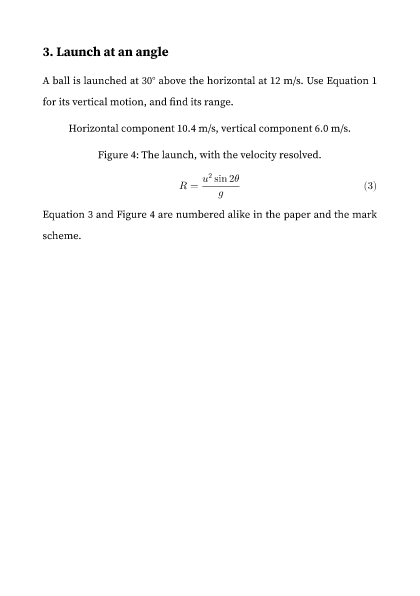 3. Launch at an angle
A ball is launched at 30° above the horizontal at 12 m/s. Use Equation 1
for its vertical motion, and find its range.
Horizontal component 10.4 m/s, vertical component 6.0 m/s.
Figure 4: The launch, with the velocity resolved.
R = u² sin 2θ / g (3)
Equation 3 and Figure 4 are numbered alike in the paper and the mark
scheme.